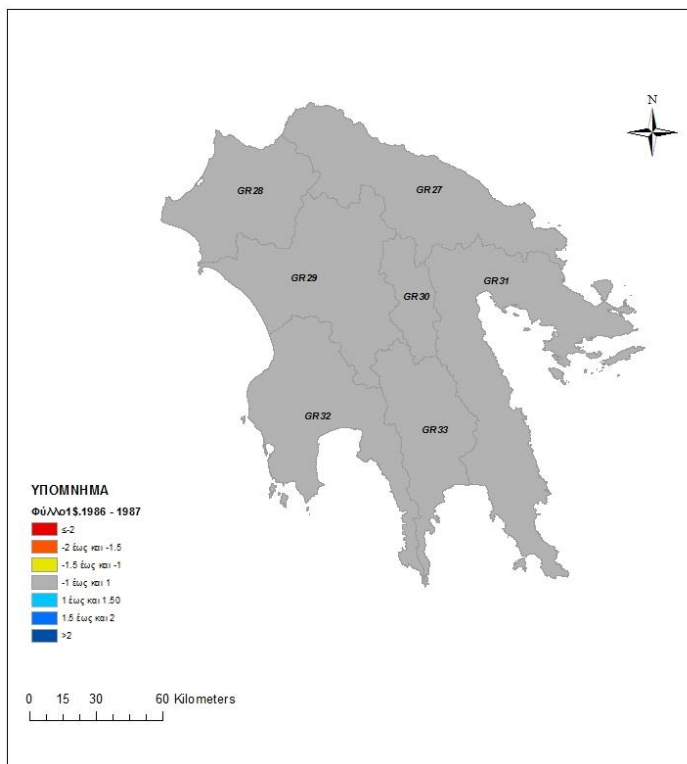 N
GR28
GR27
GR29
GR31
GR30
GR32
GR33
ΥΠΟΜΝΗΜΑ
Φύλλο1$.1986 - 1987
≤-2
-2 έως και -1.5
-1.5 έως και -1
-1 έως και 1
1 έως και 1.50
1.5 έως και 2
>2
0 15 30 60 Kilometers